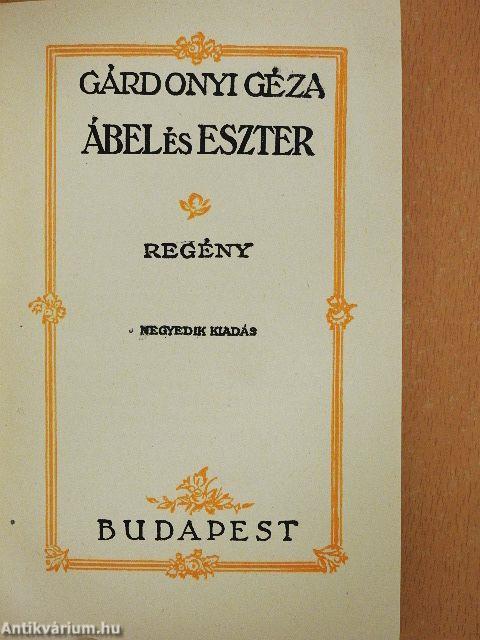 GÁRDONYI GÉZA
ÁBEL ÉS ESZTER
REGÉNY
NEGYEDIK KIADÁS
BUDAPEST
Antikvárium.hu